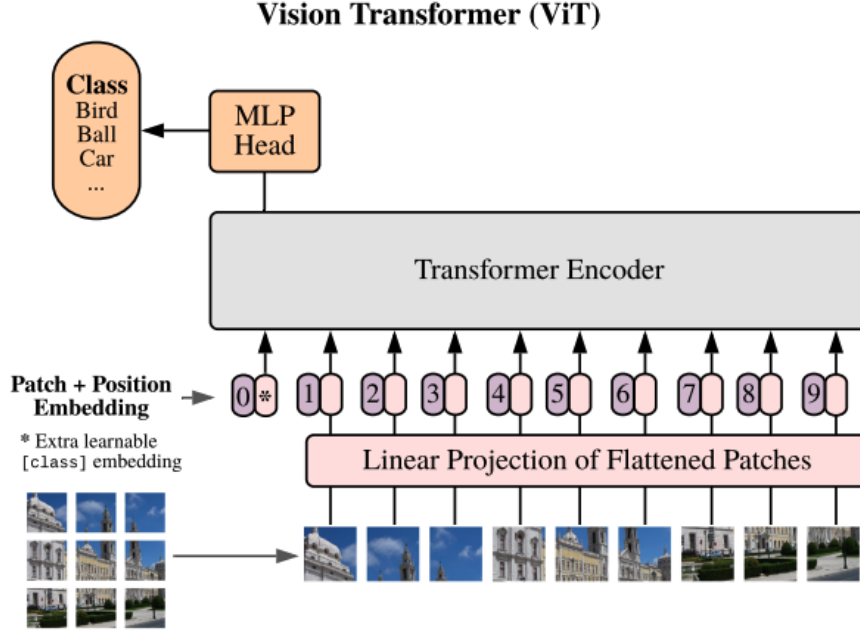 Vision Transformer (ViT)
Class
Bird
Ball
Car
...
MLP
Head
Transformer Encoder
Patch + Position
Embedding
0 * 1 2 3 4 5 6 7 8 9
* Extra learnable
[class] embedding
Linear Projection of Flattened Patches